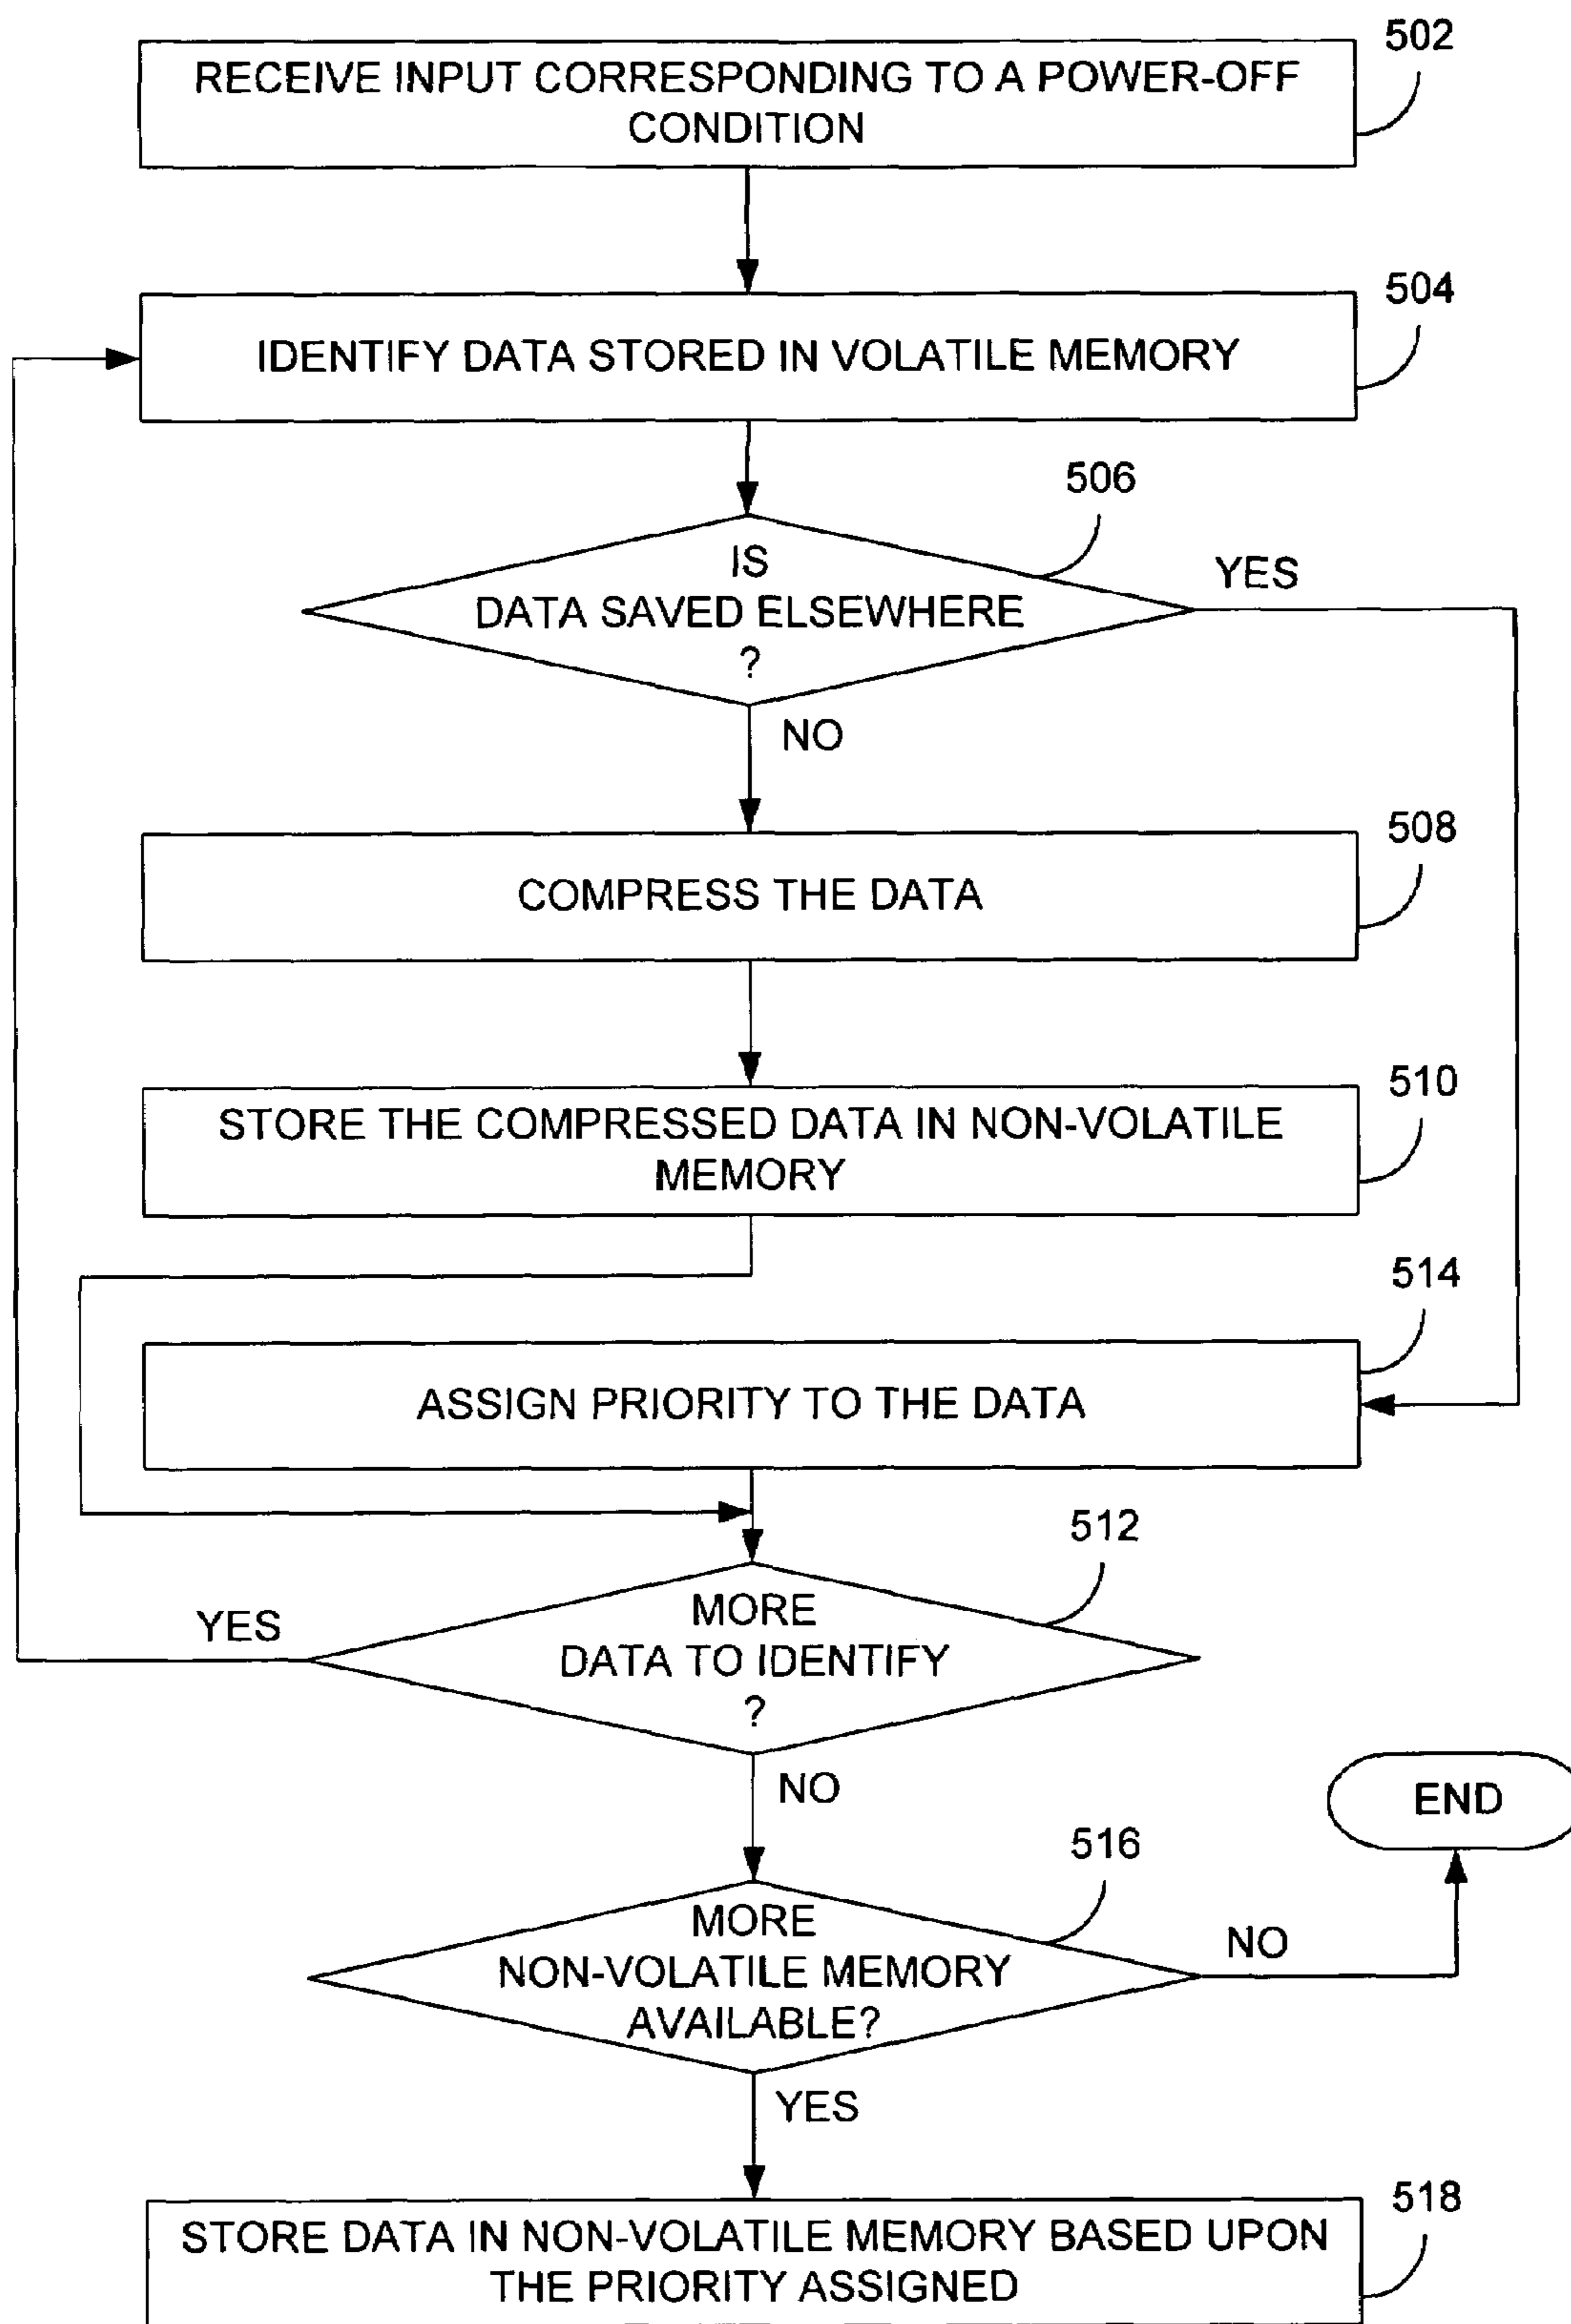 502
RECEIVE INPUT CORRESPONDING TO A POWER-OFF
CONDITION
504
IDENTIFY DATA STORED IN VOLATILE MEMORY
506
IS
DATA SAVED ELSEWHERE
?
YES
NO
508
COMPRESS THE DATA
510
STORE THE COMPRESSED DATA IN NON-VOLATILE
MEMORY
514
ASSIGN PRIORITY TO THE DATA
512
MORE
DATA TO IDENTIFY
?
YES
NO
END
516
MORE
NON-VOLATILE MEMORY
AVAILABLE?
NO
YES
518
STORE DATA IN NON-VOLATILE MEMORY BASED UPON
THE PRIORITY ASSIGNED